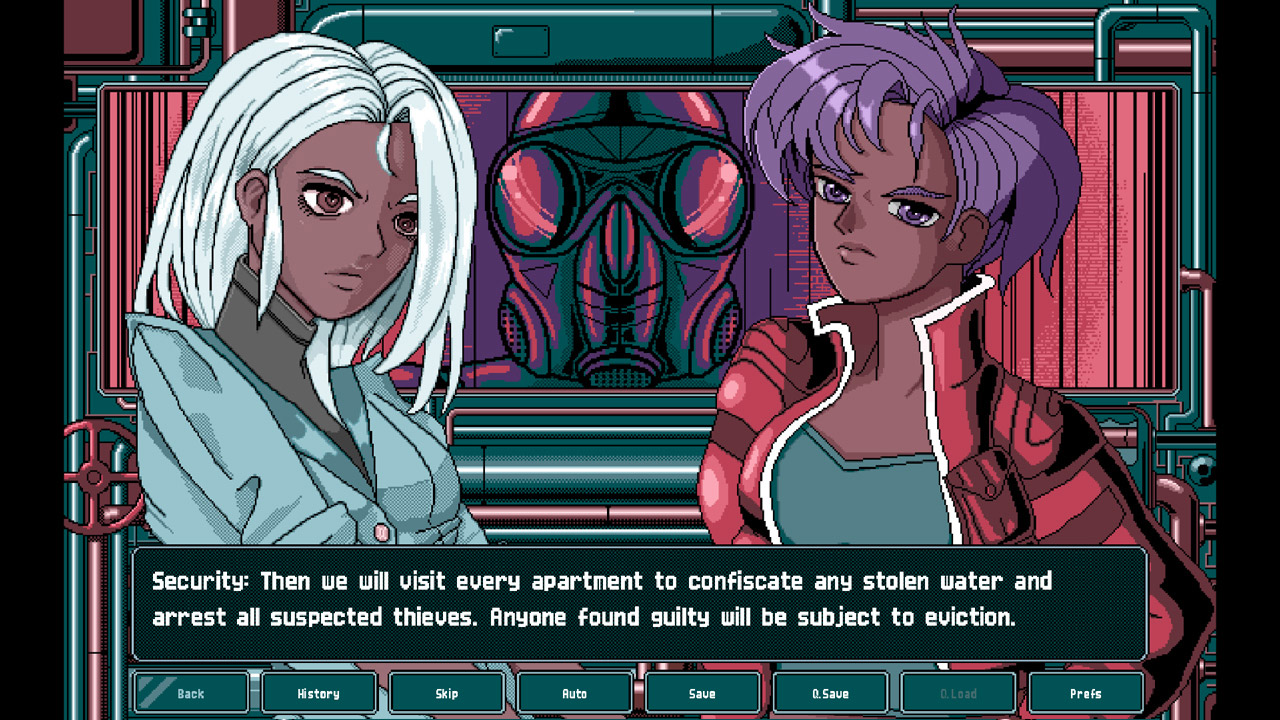 Security: Then we will visit every apartment to confiscate any stolen water and
arrest all suspected thieves. Anyone found guilty will be subject to eviction.
Back
History
Skip
Auto
Save
Q.Save
Q.Load
Prefs